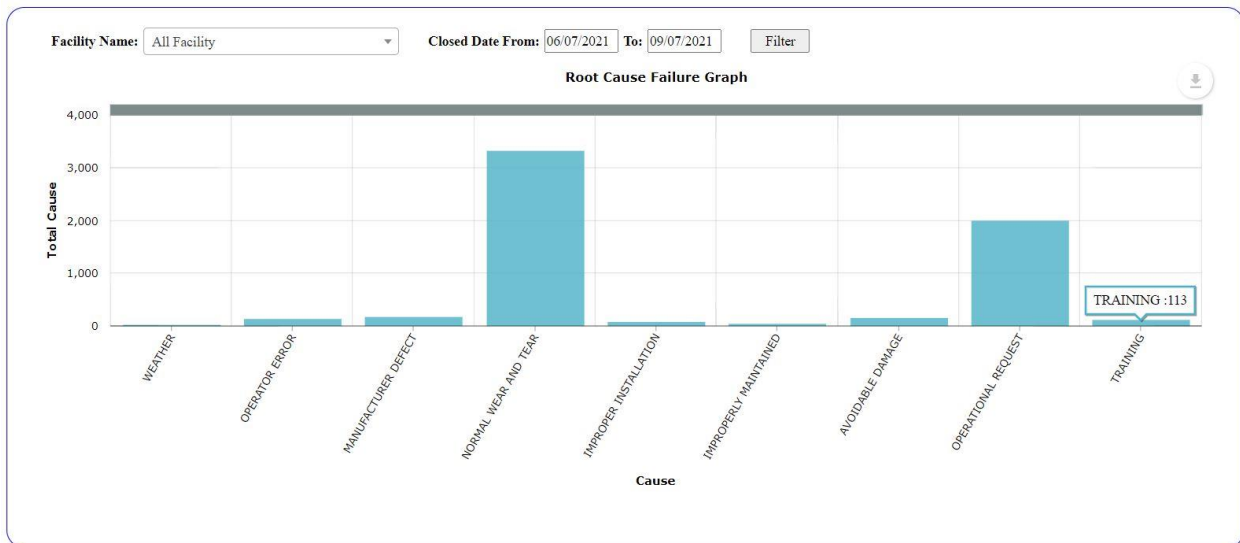 Facility Name: All Facility Closed Date From: 06/07/2021 To: 09/07/2021 Filter
Root Cause Failure Graph
4,000
3,000
2,000
1,000
0
Total Cause
TRAINING :113
WEATHER
OPERATOR ERROR
MANUFACTURER DEFECT
NORMAL WEAR AND TEAR
IMPROPER INSTALLATION
IMPROPERLY MAINTAINED
AVOIDABLE DAMAGE
OPERATIONAL REQUEST
TRAINING
Cause